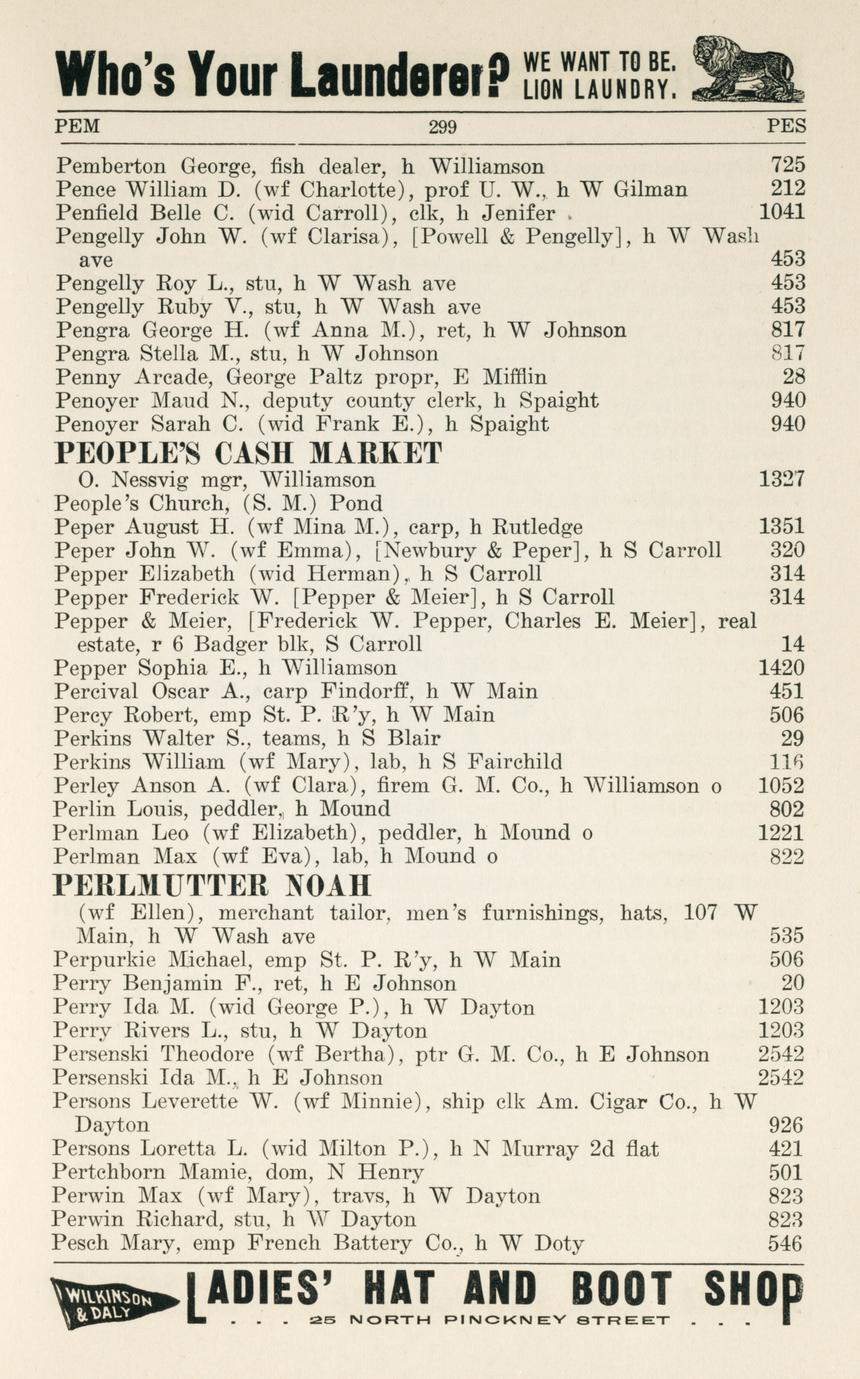 Who's Your Launderer? WE WANT TO BE.
LION LAUNDRY.
PEM 299 PES
Pemberton George, fish dealer, h Williamson 725
Pence William D. (wf Charlotte), prof U. W., h W Gilman 212
Penfield Belle C. (wid Carroll), clk, h Jenifer 1041
Pengelly John W. (wf Clarisa), [Powell & Pengelly], h W Wash
ave 453
Pengelly Roy L., stu, h W Wash ave 453
Pengelly Ruby V., stu, h W Wash ave 453
Pengra George H. (wf Anna M.), ret, h W Johnson 817
Pengra Stella M., stu, h W Johnson 817
Penny Arcade, George Paltz propr, E Mifflin 28
Penoyer Maud N., deputy county clerk, h Spaight 940
Penoyer Sarah C. (wid Frank E.), h Spaight 940
PEOPLE'S CASH MARKET
O. Nessvig mgr, Williamson 1327
People's Church, (S. M.) Pond
Peper August H. (wf Mina M.), carp, h Rutledge 1351
Peper John W. (wf Emma), [Newbury & Peper], h S Carroll 320
Pepper Elizabeth (wid Herman), h S Carroll 314
Pepper Frederick W. [Pepper & Meier], h S Carroll 314
Pepper & Meier, [Frederick W. Pepper, Charles E. Meier], real
estate, r 6 Badger blk, S Carroll 14
Pepper Sophia E., h Williamson 1420
Percival Oscar A., carp Findorff, h W Main 451
Percy Robert, emp St. P. R'y, h W Main 506
Perkins Walter S., teams, h S Blair 29
Perkins William (wf Mary), lab, h S Fairchild 116
Perley Anson A. (wf Clara), firem G. M. Co., h Williamson o 1052
Perlin Louis, peddler, h Mound 802
Perlman Leo (wf Elizabeth), peddler, h Mound o 1221
Perlman Max (wf Eva), lab, h Mound o 822
PERLMUTTER NOAH
(wf Ellen), merchant tailor, men's furnishings, hats, 107 W
Main, h W Wash ave 535
Perpurkie Michael, emp St. P. R'y, h W Main 506
Perry Benjamin F., ret, h E Johnson 20
Perry Ida M. (wid George P.), h W Dayton 1203
Perry Rivers L., stu, h W Dayton 1203
Persenski Theodore (wf Bertha), ptr G. M. Co., h E Johnson 2542
Persenski Ida M., h E Johnson 2542
Persons Leverette W. (wf Minnie), ship clk Am. Cigar Co., h W
Dayton 926
Persons Loretta L. (wid Milton P.), h N Murray 2d flat 421
Pertchborn Mamie, dom, N Henry 501
Perwin Max (wf Mary), travs, h W Dayton 823
Perwin Richard, stu, h W Dayton 823
Pesch Mary, emp French Battery Co., h W Doty 546
WILKINSON
& DALY
LADIES' HAT AND BOOT SHOP
. . . 25 NORTH PINCKNEY STREET . . .